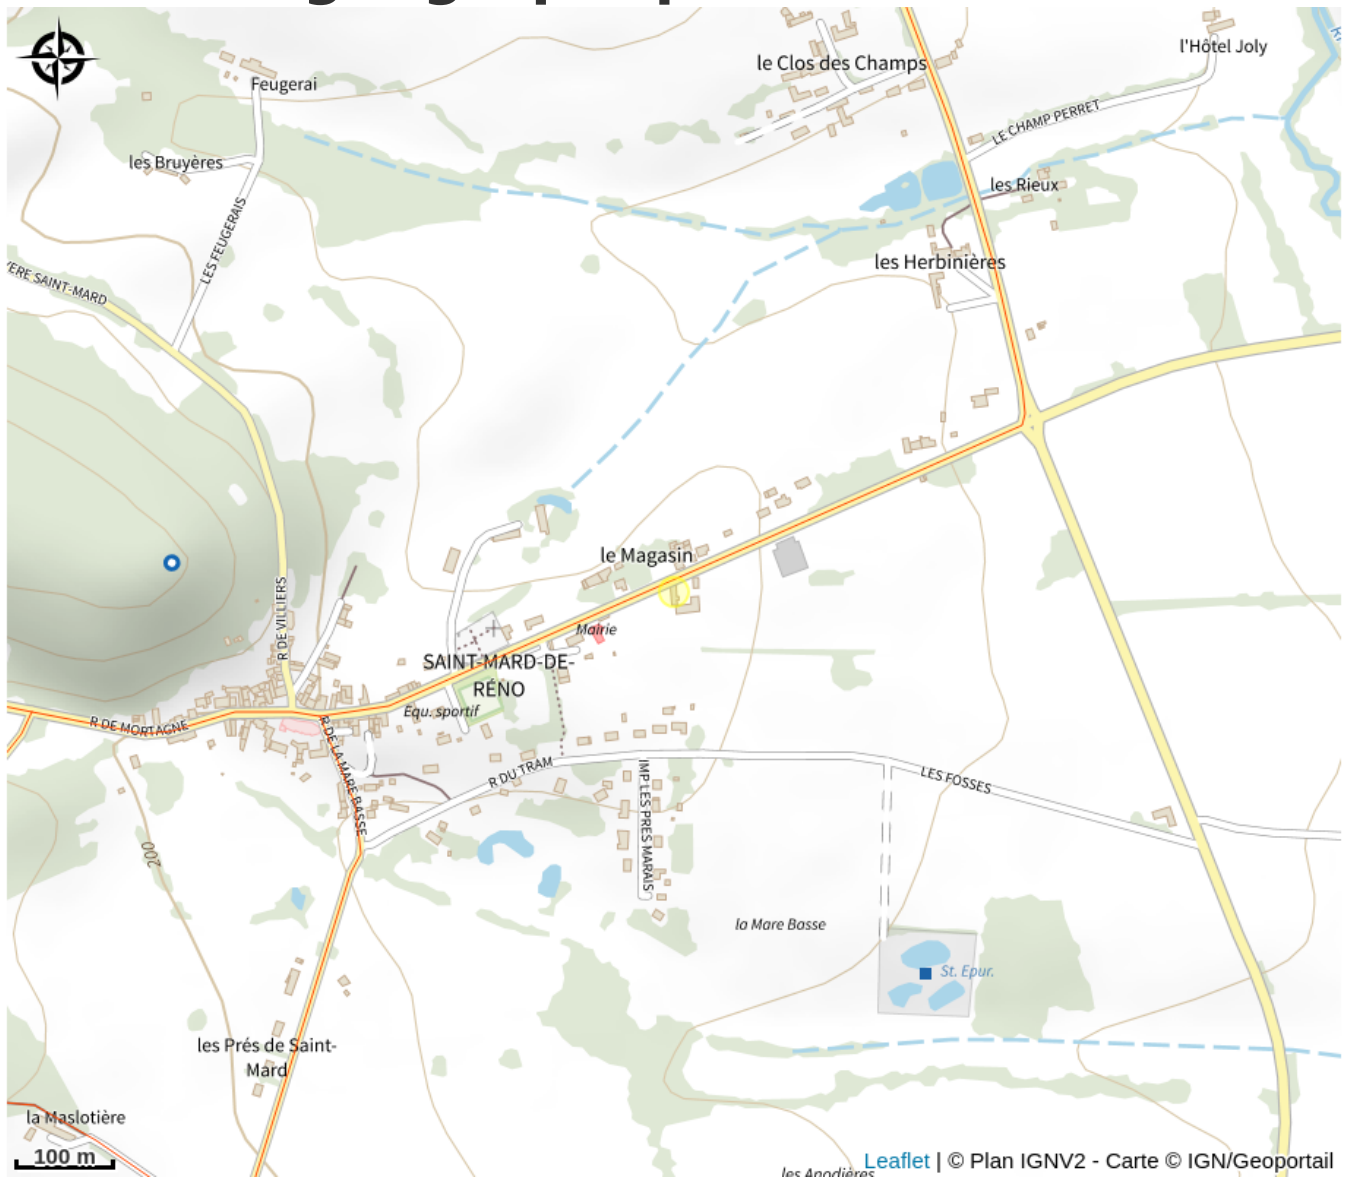 l'Hôtel Joly
le Clos des Champs
Feugerai
LE CHAMP PERRET
les Bruyères
les Rieux
LES FEUGERAIS
les Herbinières
YERE SAINT-MARD
le Magasin
R DE VILLIERS
Mairie
SAINT-MARD-DE-
RÉNO
Equ. sportif
R DE MORTAGNE
R DE LA MARE BASSE
R DU TRAM
IMP LES PRES MARAIS
LES FOSSES
200
la Mare Basse
St. Epur.
les Prés de Saint-
Mard
la Maslotière
100 m
les Anodières
Leaflet | © Plan IGNV2 - Carte © IGN/Geoportail